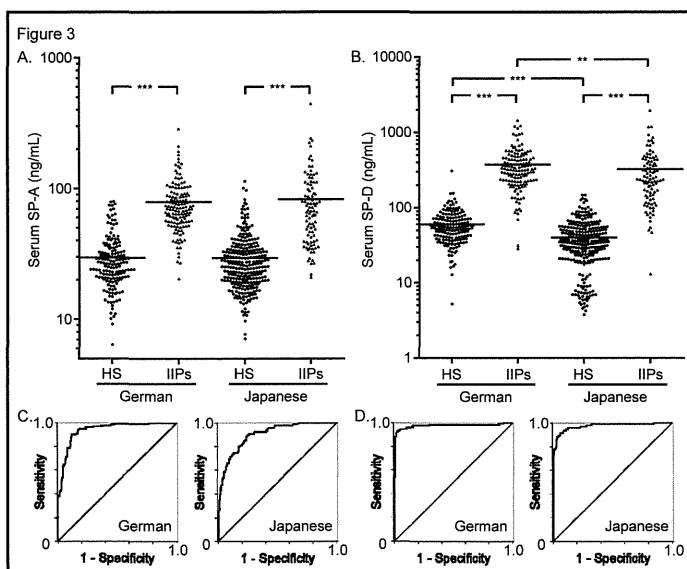 Figure 3
A.
1000
100
10
Serum SP-A (ng/mL)
***
***
HS IIPs HS IIPs
German Japanese
B.
10000
1000
100
10
1
Serum SP-D (ng/mL)
**
***
*** ***
HS IIPs HS IIPs
German Japanese
C.
1.0
Sensitivity
0
German
1 - Specificity
1.0
1.0
Sensitivity
0
Japanese
1 - Specificity
1.0
D.
1.0
Sensitivity
0
German
1 - Specificity
1.0
1.0
Sensitivity
0
Japanese
1 - Specificity
1.0